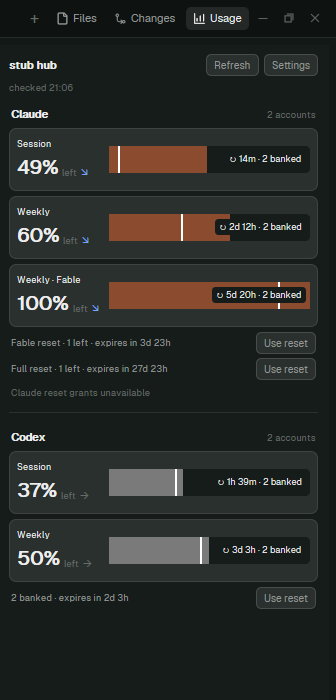 + Files Changes Usage
stub hub Refresh Settings
checked 21:06
Claude 2 accounts
Session
49% left ↘ ↻ 14m · 2 banked
Weekly
60% left ↘ ↻ 2d 12h · 2 banked
Weekly · Fable
100% left ↘ ↻ 5d 20h · 2 banked
Fable reset · 1 left · expires in 3d 23h Use reset
Full reset · 1 left · expires in 27d 23h Use reset
Claude reset grants unavailable
Codex 2 accounts
Session
37% left → ↻ 1h 39m · 2 banked
Weekly
50% left → ↻ 3d 3h · 2 banked
2 banked · expires in 2d 3h Use reset